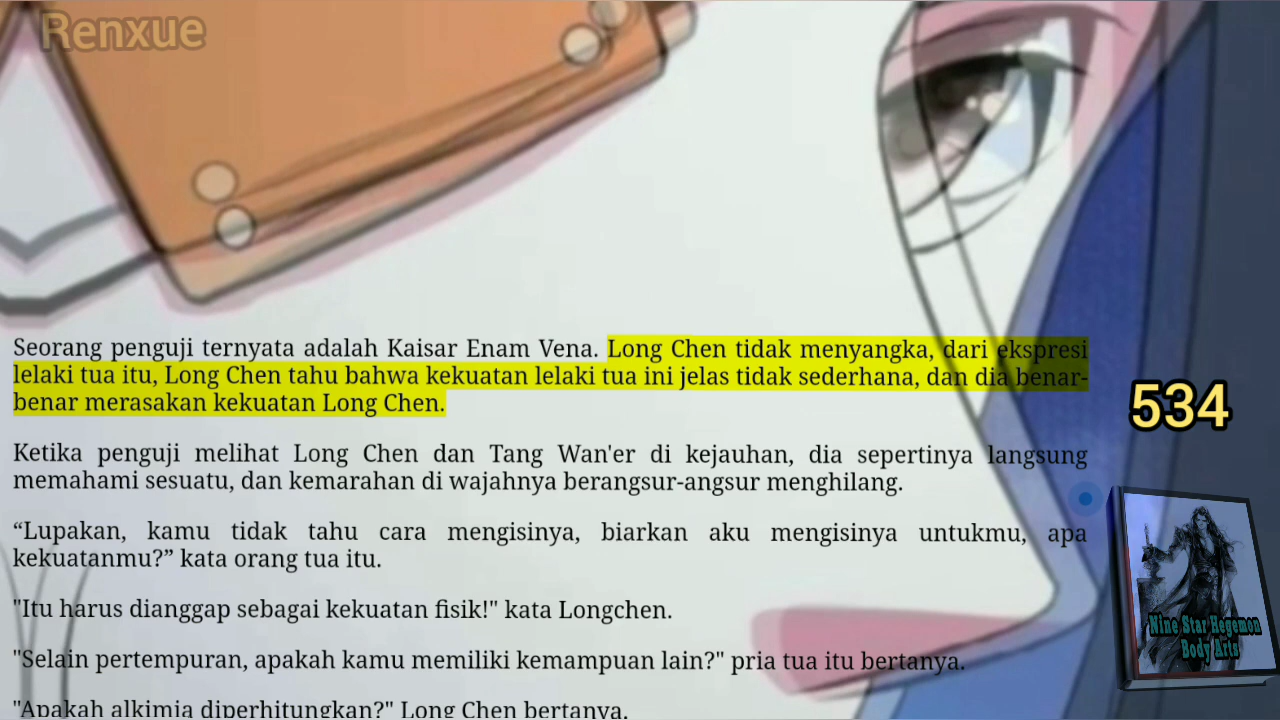 Renxue
Seorang penguji ternyata adalah Kaisar Enam Vena. Long Chen tidak menyangka, dari ekspresi
lelaki tua itu, Long Chen tahu bahwa kekuatan lelaki tua ini jelas tidak sederhana, dan dia benar-
benar merasakan kekuatan Long Chen.
534
Ketika penguji melihat Long Chen dan Tang Wan'er di kejauhan, dia sepertinya langsung
memahami sesuatu, dan kemarahan di wajahnya berangsur-angsur menghilang.
“Lupakan, kamu tidak tahu cara mengisinya, biarkan aku mengisinya untukmu, apa
kekuatanmu?” kata orang tua itu.
"Itu harus dianggap sebagai kekuatan fisik!" kata Longchen.
Nine Star Hegemon
Body Arts
"Selain pertempuran, apakah kamu memiliki kemampuan lain?" pria tua itu bertanya.
"Apakah alkimia diperhitungkan?" Long Chen bertanya.